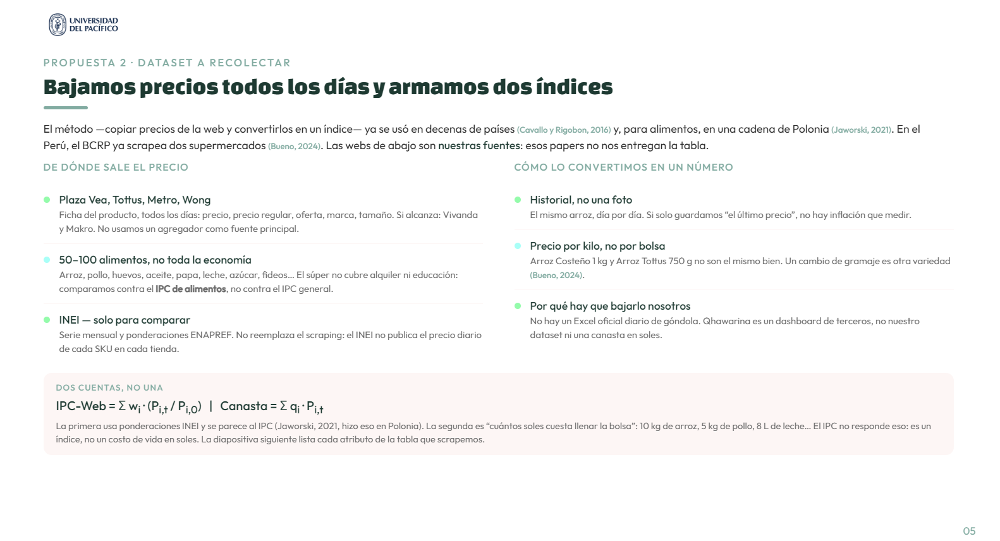 UNIVERSIDAD
DEL PACÍFICO
PROPUESTA 2 · DATASET A RECOLECTAR
Bajamos precios todos los días y armamos dos índices
El método —copiar precios de la web y convertirlos en un índice— ya se usó en decenas de países (Cavallo y Rigobon, 2016) y, para alimentos, en una cadena de Polonia (Jaworski, 2021). En el
Perú, el BCRP ya scrapea dos supermercados (Bueno, 2024). Las webs de abajo son nuestras fuentes: esos papers no nos entregan la tabla.
DE DÓNDE SALE EL PRECIO
Plaza Vea, Tottus, Metro, Wong
Ficha del producto, todos los días: precio, precio regular, oferta, marca, tamaño. Si alcanza: Vivanda
y Makro. No usamos un agregador como fuente principal.
50–100 alimentos, no toda la economía
Arroz, pollo, huevos, aceite, papa, leche, azúcar, fideos... El súper no cubre alquiler ni educación:
comparamos contra el IPC de alimentos, no contra el IPC general.
INEI — solo para comparar
Serie mensual y ponderaciones ENAPREF. No reemplaza el scraping: el INEI no publica el precio diario
de cada SKU en cada tienda.
CÓMO LO CONVERTIMOS EN UN NÚMERO
Historial, no una foto
El mismo arroz, día por día. Si solo guardamos “el último precio”, no hay inflación que medir.
Precio por kilo, no por bolsa
Arroz Costeño 1 kg y Arroz Tottus 750 g no son el mismo bien. Un cambio de gramaje es otra variedad
(Bueno, 2024).
Por qué hay que bajarlo nosotros
No hay un Excel oficial diario de góndola. Qhawarina es un dashboard de terceros, no nuestro
dataset ni una canasta en soles.
DOS CUENTAS, NO UNA
IPC-Web = Σ wi · (Pi,t / Pi,0) | Canasta = Σ qi · Pi,t
La primera usa ponderaciones INEI y se parece al IPC (Jaworski, 2021, hizo eso en Polonia). La segunda es “cuántos soles cuesta llenar la bolsa”: 10 kg de arroz, 5 kg de pollo, 8 L de leche... El IPC no responde eso: es un
índice, no un costo de vida en soles. La diapositiva siguiente lista cada atributo de la tabla que scrapemos.
05